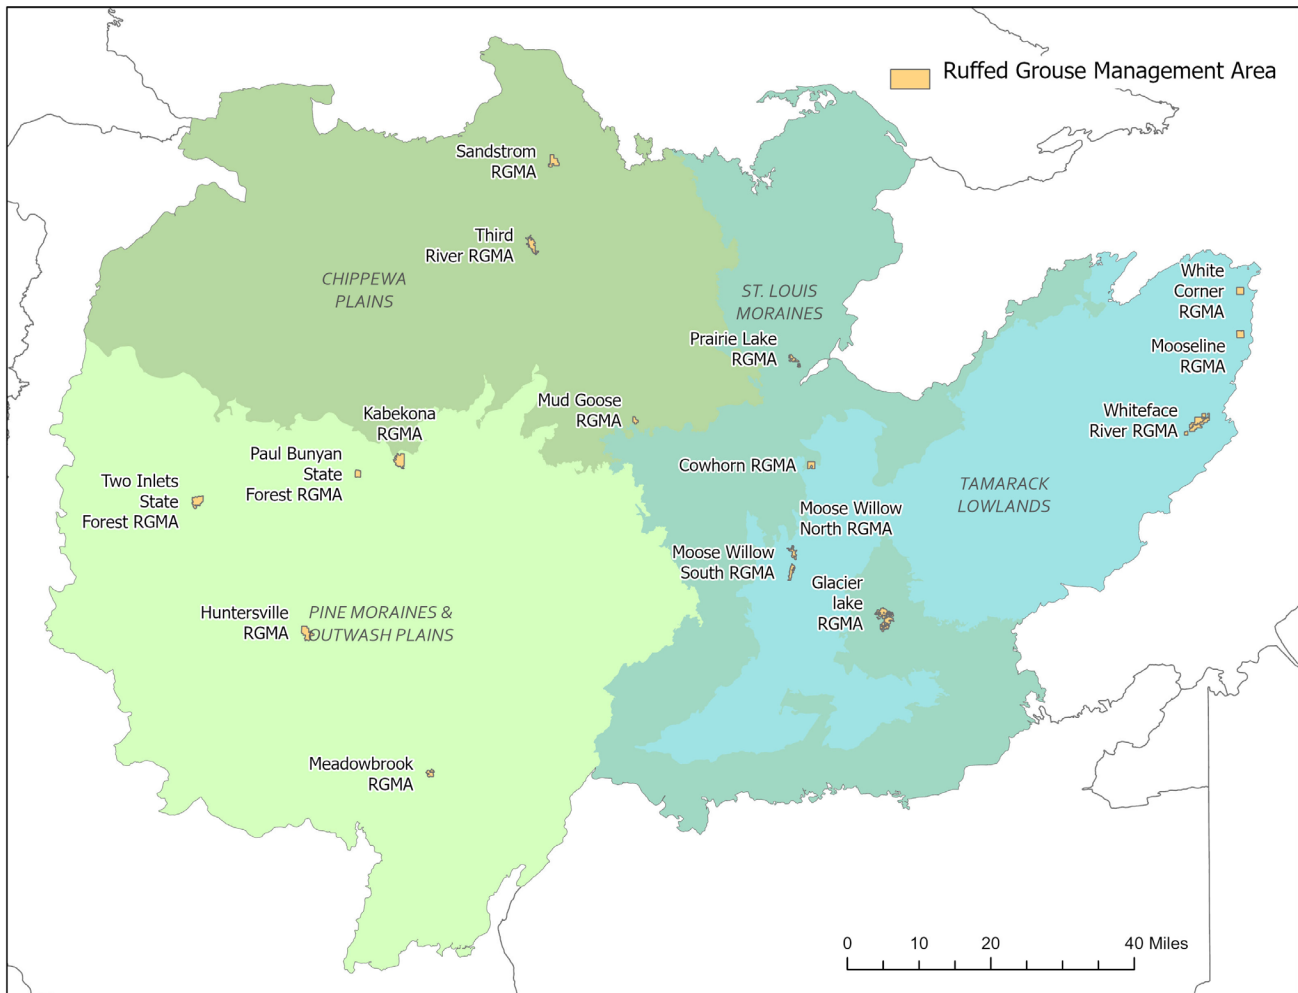 Ruffed Grouse Management Area
Sandstrom
RGMA
Third
River RGMA
CHIPPEWA
PLAINS
ST. LOUIS
MORAINES
White
Corner
RGMA
Prairie Lake
RGMA
Mooseline
RGMA
Kabekona
RGMA
Mud Goose
RGMA
Whiteface
River RGMA
Paul Bunyan
State
Forest RGMA
Cowhorn RGMA
Two Inlets
State
Forest RGMA
TAMARACK
LOWLANDS
Moose Willow
North RGMA
Moose Willow
South RGMA
Glacier
lake
RGMA
Huntersville
RGMA
PINE MORAINES &
OUTWASH PLAINS
Meadowbrook
RGMA
0 10 20 40 Miles